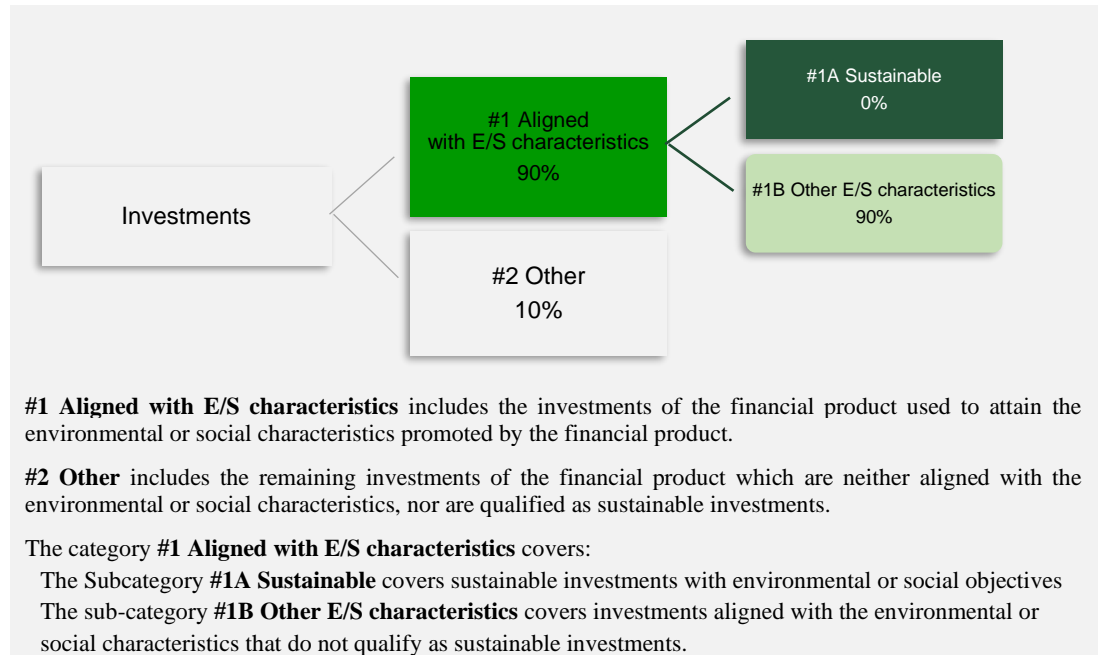 #1A Sustainable
0%
#1 Aligned
with E/S characteristics
90%
#1B Other E/S characteristics
90%
Investments
#2 Other
10%
#1 Aligned with E/S characteristics includes the investments of the financial product used to attain the
environmental or social characteristics promoted by the financial product.
#2 Other includes the remaining investments of the financial product which are neither aligned with the
environmental or social characteristics, nor are qualified as sustainable investments.
The category #1 Aligned with E/S characteristics covers:
The Subcategory #1A Sustainable covers sustainable investments with environmental or social objectives
The sub-category #1B Other E/S characteristics covers investments aligned with the environmental or
social characteristics that do not qualify as sustainable investments.